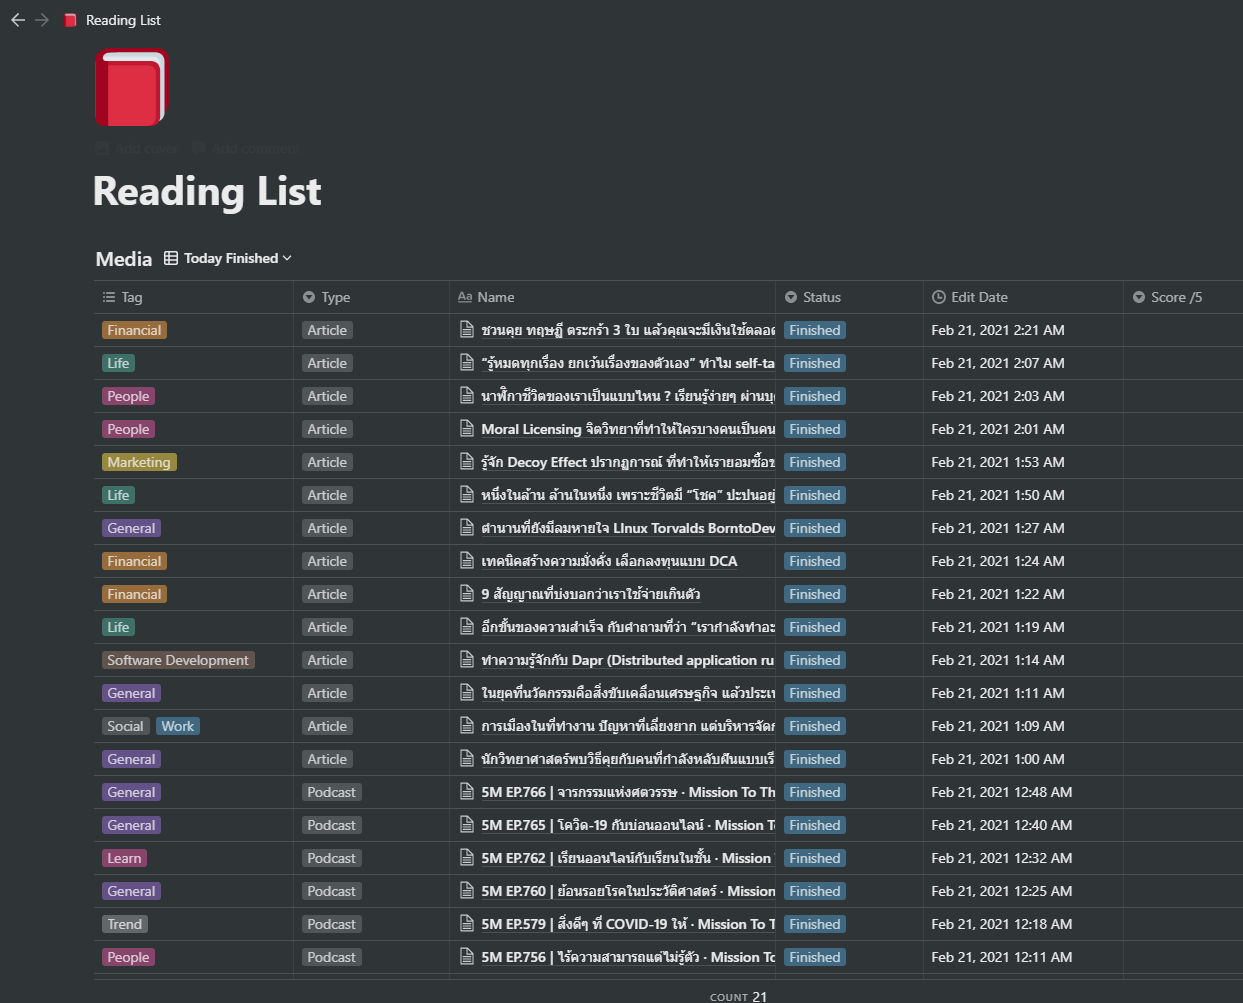 Reading List
Add cover Add comment
Reading List
Media Today Finished
Tag Type Aa Name Status Edit Date Score /5
Financial Article ชวนคุย ทฤษฏี ตระกร้า 3 ใบ แล้วคุณจะมีเงินใช้ตลอด Finished Feb 21, 2021 2:21 AM
Life Article “รู้หมดทุกเรื่อง ยกเว้นเรื่องของตัวเอง” ทำไม self-ta Finished Feb 21, 2021 2:07 AM
People Article นาฬิกาชีวิตของเราเป็นแบบไหน ? เรียนรู้ง่ายๆ ผ่านบุ Finished Feb 21, 2021 2:03 AM
People Article Moral Licensing จิตวิทยาที่ทำให้ใครบางคนเป็นคน Finished Feb 21, 2021 2:01 AM
Marketing Article รู้จัก Decoy Effect ปรากฏการณ์ ที่ทำให้เรายอมซื้อข Finished Feb 21, 2021 1:53 AM
Life Article หนึ่งในล้าน ล้านในหนึ่ง เพราะชีวิตมี “โชค” ปะปนอยู่ Finished Feb 21, 2021 1:50 AM
General Article ตำนานที่ยังมีลมหายใจ LInux Torvalds BorntoDev Finished Feb 21, 2021 1:27 AM
Financial Article เทคนิคสร้างความมั่งคั่ง เลือกลงทุนแบบ DCA Finished Feb 21, 2021 1:24 AM
Financial Article 9 สัญญาณที่บ่งบอกว่าเราใช้จ่ายเกินตัว Finished Feb 21, 2021 1:22 AM
Life Article อีกขั้นของความสำเร็จ กับคำถามที่ว่า “เรากำลังทำอะ Finished Feb 21, 2021 1:19 AM
Software Development Article ทำความรู้จักกับ Dapr (Distributed application ru Finished Feb 21, 2021 1:14 AM
General Article ในยุคที่นวัตกรรมคือสิ่งขับเคลื่อนเศรษฐกิจ แล้วประเท Finished Feb 21, 2021 1:11 AM
Social Work Article การเมืองในที่ทำงาน ปัญหาที่เลี่ยงยาก แต่บริหารจัดก Finished Feb 21, 2021 1:09 AM
General Article นักวิทยาศาสตร์พบวิธีคุยกับคนที่กำลังหลับฝันแบบเรี Finished Feb 21, 2021 1:00 AM
General Podcast 5M EP.766 | จารกรรมแห่งศตวรรษ · Mission To Th Finished Feb 21, 2021 12:48 AM
General Podcast 5M EP.765 | โควิด-19 กับบ่อนออนไลน์ · Mission T Finished Feb 21, 2021 12:40 AM
Learn Podcast 5M EP.762 | เรียนออนไลน์กับเรียนในชั้น · Mission Finished Feb 21, 2021 12:32 AM
General Podcast 5M EP.760 | ย้อนรอยโรคในประวัติศาสตร์ · Mission Finished Feb 21, 2021 12:25 AM
Trend Podcast 5M EP.579 | สิ่งดีๆ ที่ COVID-19 ให้ · Mission To T Finished Feb 21, 2021 12:18 AM
People Podcast 5M EP.756 | ไร้ความสามารถแต่ไม่รู้ตัว · Mission To Finished Feb 21, 2021 12:11 AM
COUNT 21